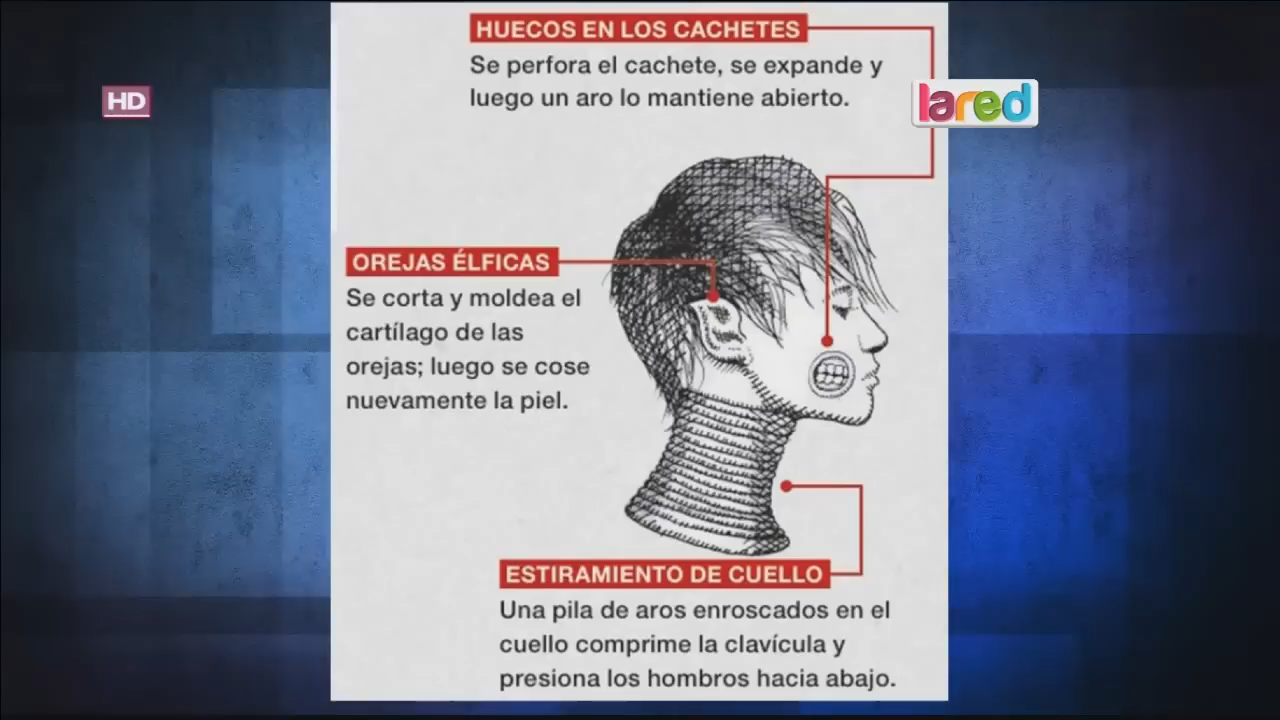 HUECOS EN LOS CACHETES
Se perfora el cachete, se expande y
luego un aro lo mantiene abierto.
HD
lared
OREJAS ÉLFICAS
Se corta y moldea el
cartílago de las
orejas; luego se cose
nuevamente la piel.
ESTIRAMIENTO DE CUELLO
Una pila de aros enroscados en el
cuello comprime la clavícula y
presiona los hombros hacia abajo.